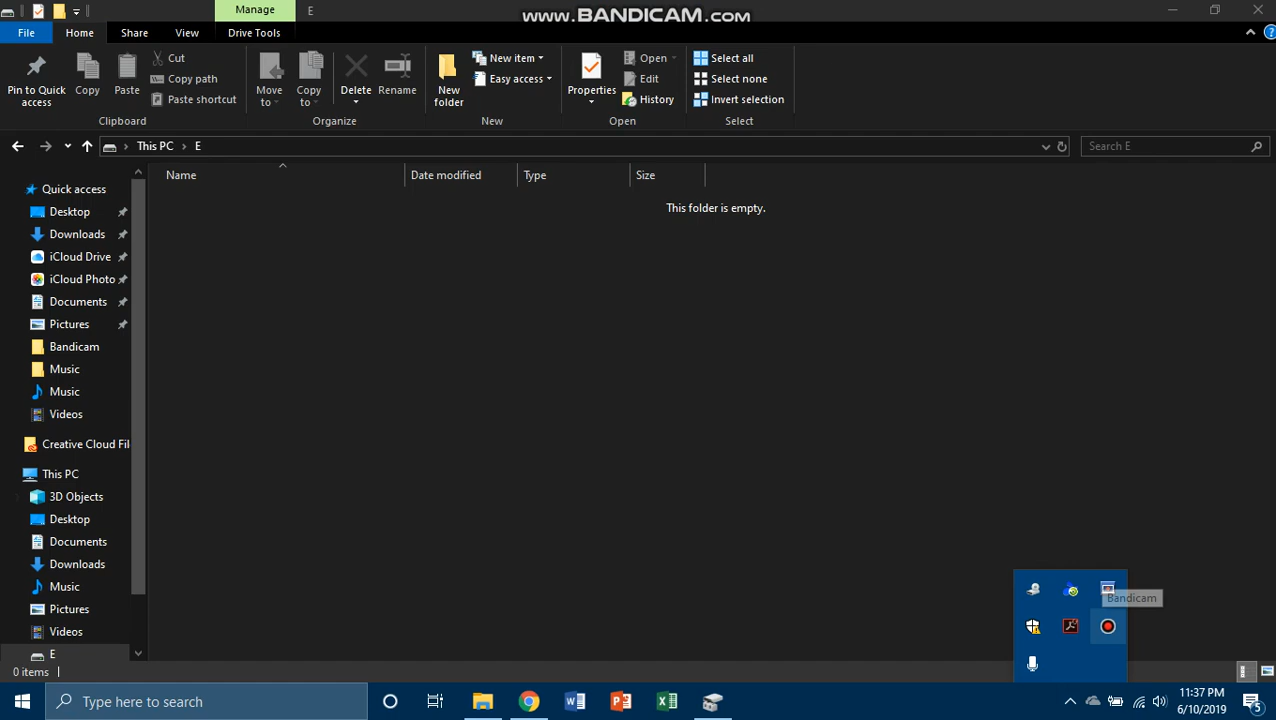 Manage
E
www.BANDICAM.com
File
Home
Share
View
Drive Tools
Pin to Quick access
Copy
Paste
Cut
Copy path
Paste shortcut
Clipboard
Move to
Copy to
Delete
Rename
Organize
New folder
New item
Easy access
New
Properties
Open
Edit
History
Open
Select all
Select none
Invert selection
Select
This PC
E
Search E
Name
Date modified
Type
Size
This folder is empty.
Quick access
Desktop
Downloads
iCloud Drive
iCloud Photo
Documents
Pictures
Bandicam
Music
Music
Videos
Creative Cloud Fil
This PC
3D Objects
Desktop
Documents
Downloads
Music
Pictures
Videos
E
0 items
Bandicam
Type here to search
11:37 PM
6/10/2019
5